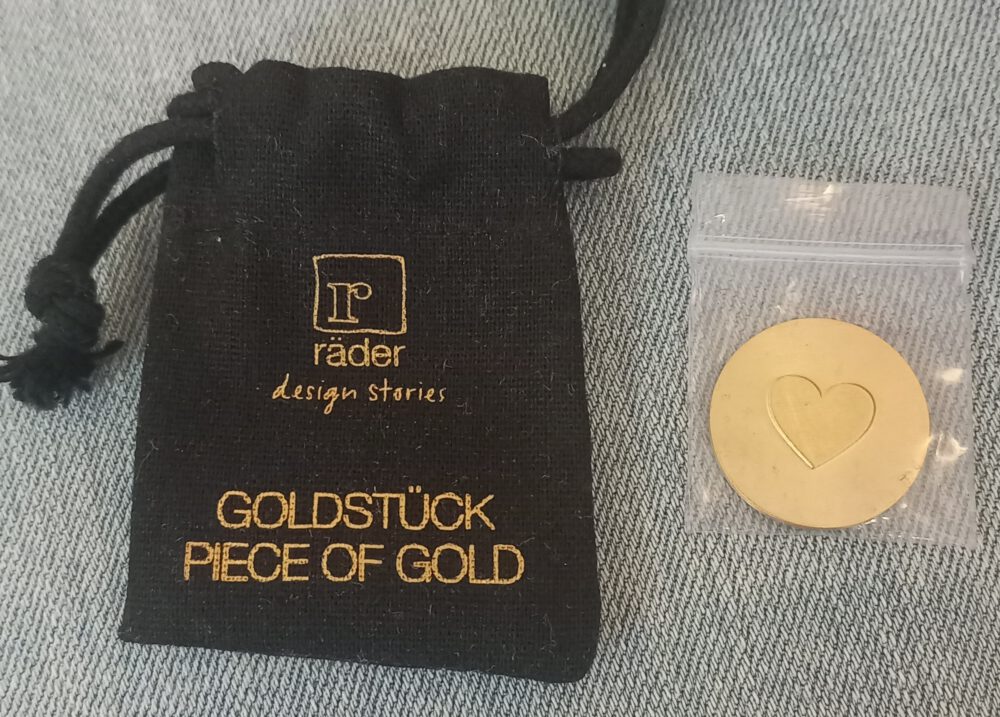 r
räder
design stories
GOLDSTÜCK
PIECE OF GOLD